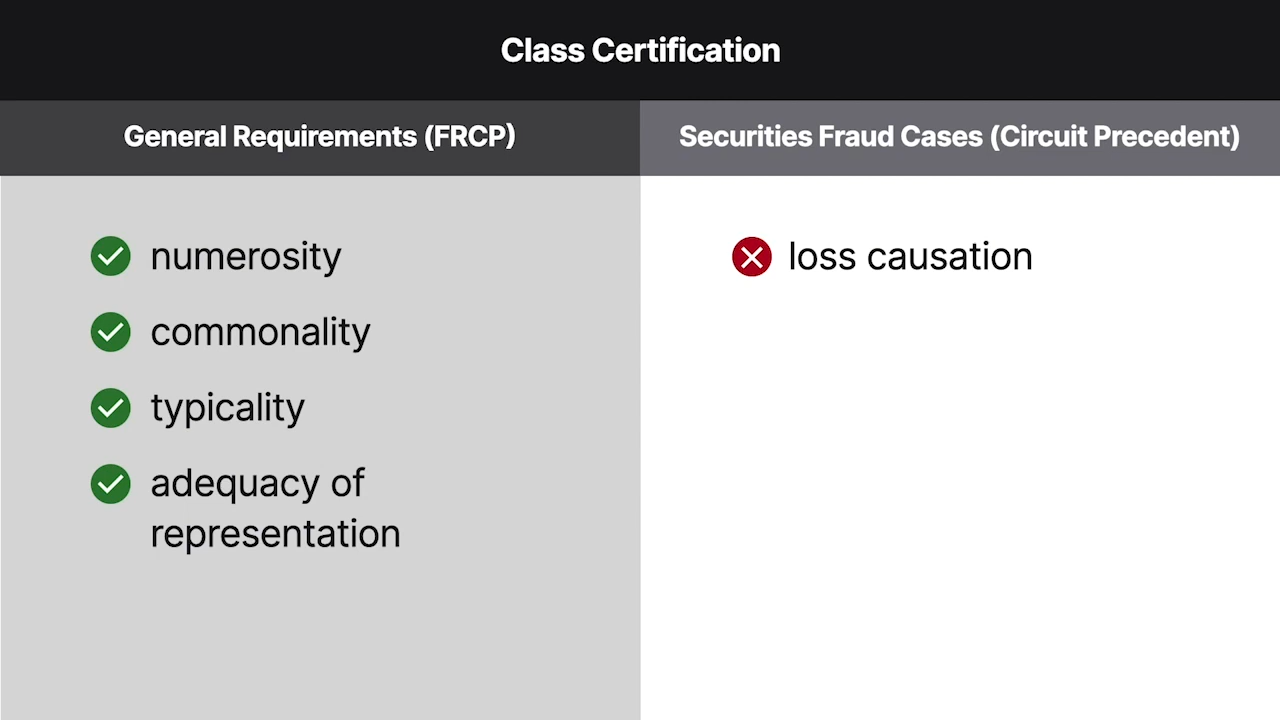 Class Certification
General Requirements (FRCP)
Securities Fraud Cases (Circuit Precedent)
numerosity
commonality
typicality
adequacy of
representation
loss causation